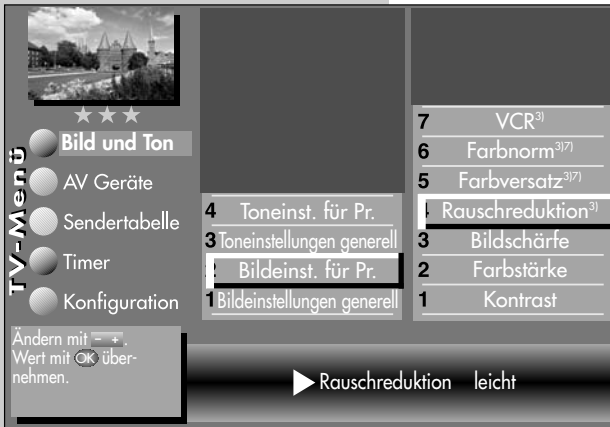 TV-Menü
Bild und Ton
AV Geräte
Sendertabelle
Timer
Konfiguration
4 Toneinst. für Pr.
3 Toneinstellungen generell
2 Bildeinst. für Pr.
1 Bildeinstellungen generell
7 VCR3)
6 Farbnorm3)7)
5 Farbversatz3)7)
4 Rauschreduktion3)
3 Bildschärfe
2 Farbstärke
1 Kontrast
Ändern mit - + .
Wert mit OK über-
nehmen.
Rauschreduktion leicht